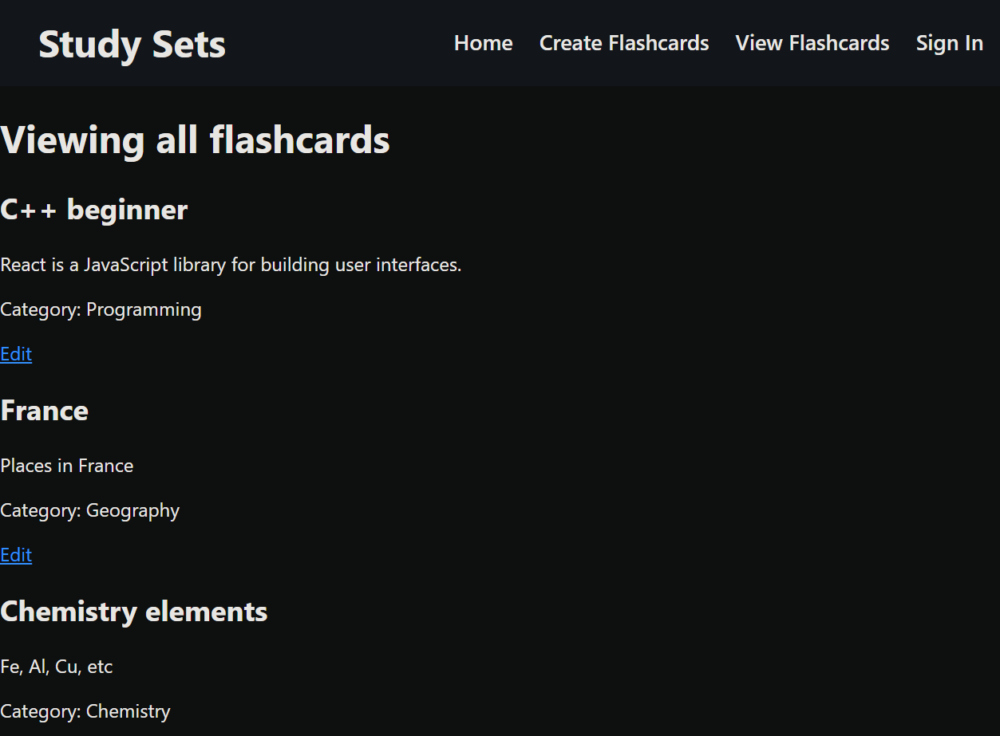 Study Sets
Home Create Flashcards View Flashcards Sign In
Viewing all flashcards
C++ beginner
React is a JavaScript library for building user interfaces.
Category: Programming
Edit
France
Places in France
Category: Geography
Edit
Chemistry elements
Fe, Al, Cu, etc
Category: Chemistry